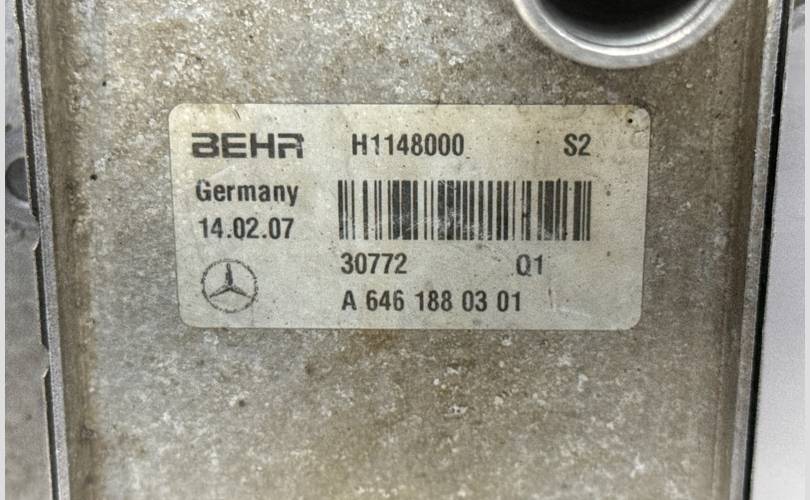 BEHR H1148000 S2
Germany
14.02.07
30772 Q1
A 646 188 03 01